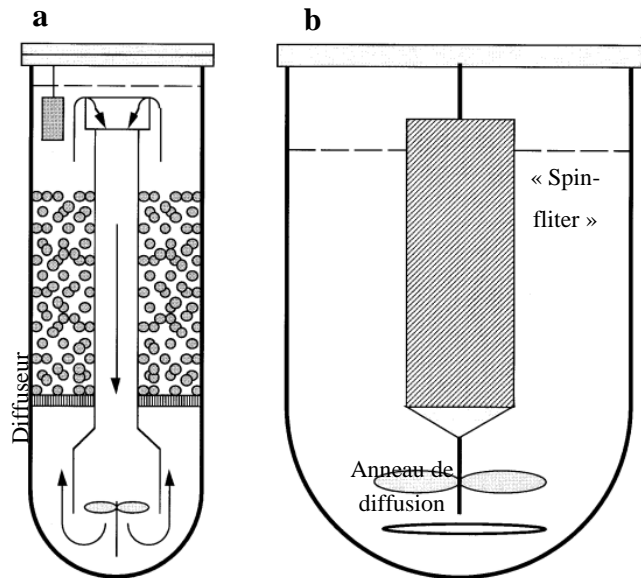 a
b
Diffuseur
« Spin-
fliter »
Anneau de
diffusion